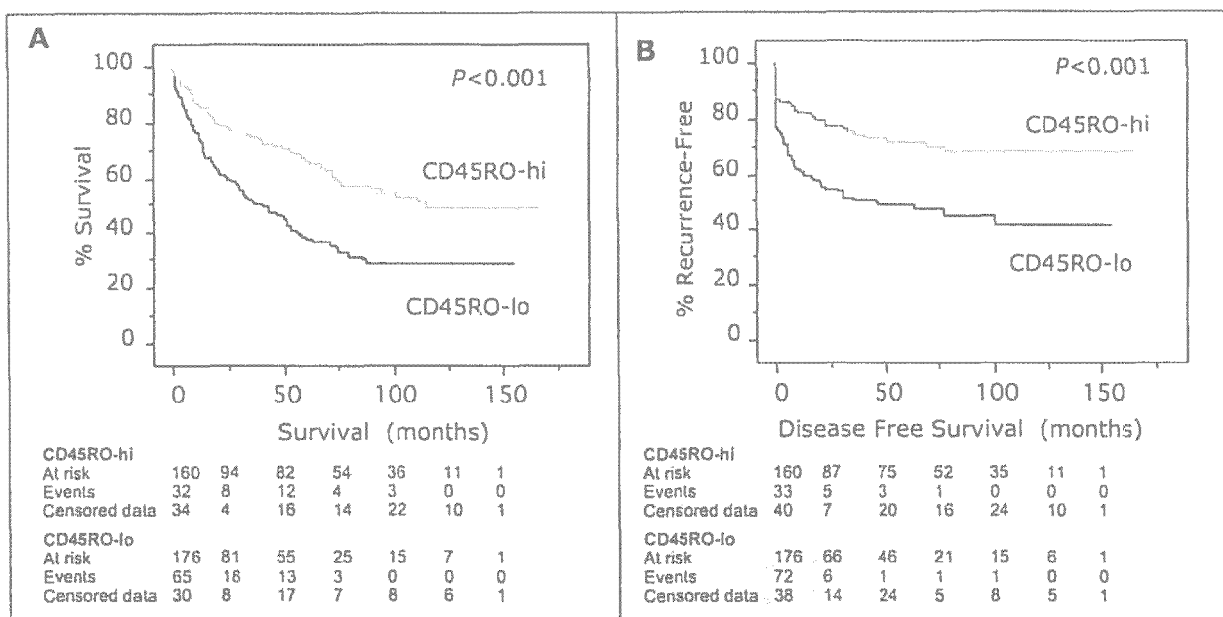 A
100
80
60
40
20
0
% Survival
P<0.001
CD45RO-hi
CD45RO-lo
0 50 100 150
Survival (months)
CD45RO-hi
At risk 160 94 82 54 36 11 1
Events 32 8 12 4 3 0 0
Censored data 34 4 16 14 22 10 1
CD45RO-lo
At risk 176 81 55 25 15 7 1
Events 65 18 13 3 0 0 0
Censored data 30 8 17 7 8 6 1
B
100
80
60
40
20
0
% Recurrence-Free
P<0.001
CD45RO-hi
CD45RO-lo
0 50 100 150
Disease Free Survival (months)
CD45RO-hi
At risk 160 87 75 52 35 11 1
Events 33 5 3 1 0 0 0
Censored data 40 7 20 16 24 10 1
CD45RO-lo
At risk 176 66 46 21 15 6 1
Events 72 6 1 1 1 0 0
Censored data 38 14 24 5 8 5 1